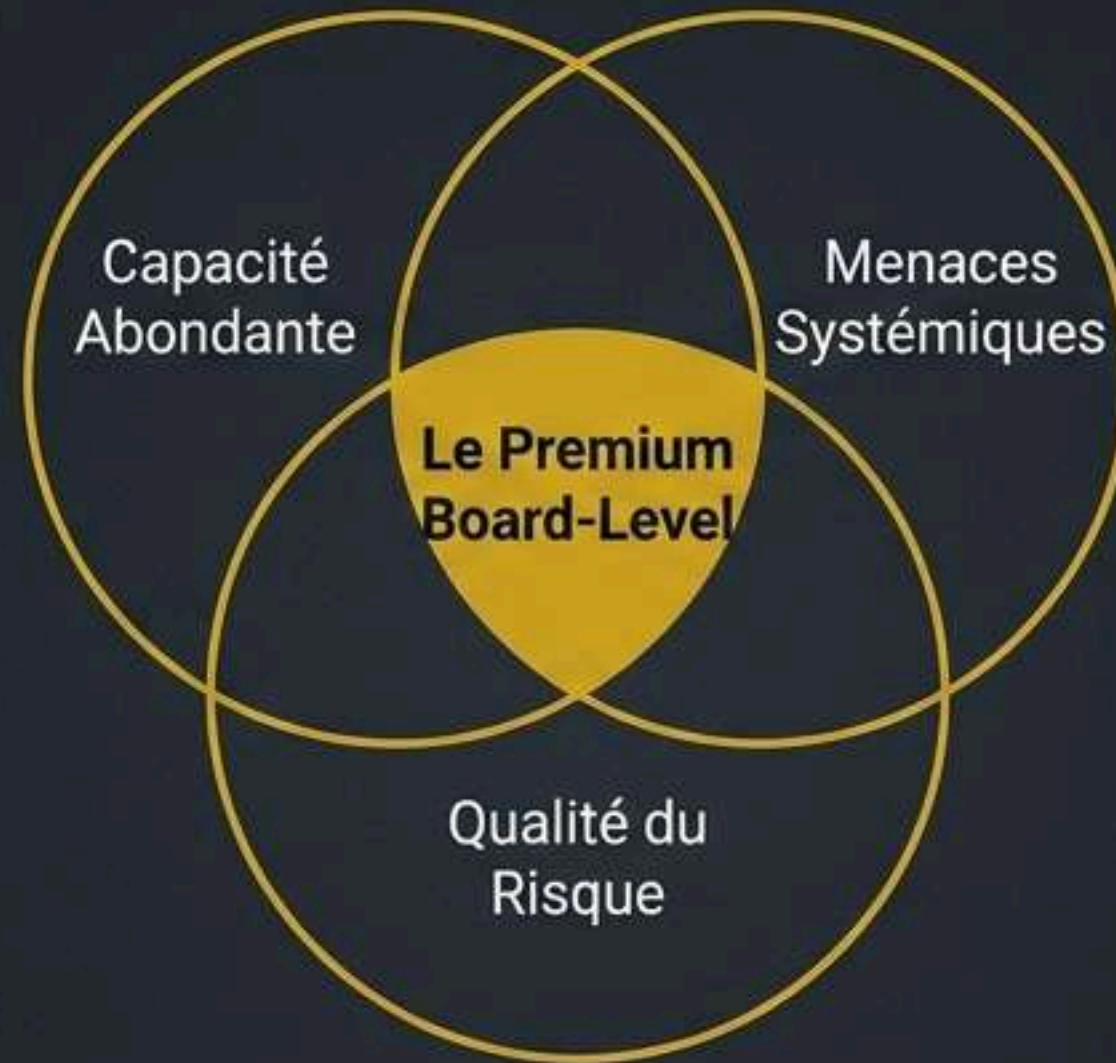 Capacité
Abondante
Menaces
Systémiques
Le Premium
Board-Level
Qualité du
Risque